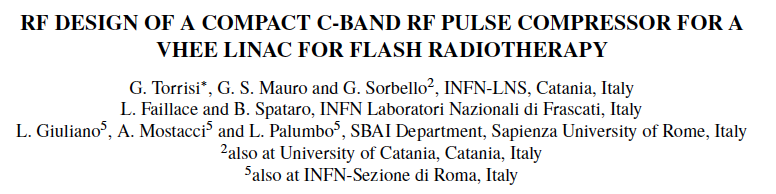 RF DESIGN OF A COMPACT C-BAND RF PULSE COMPRESSOR FOR A
VHEE LINAC FOR FLASH RADIOTHERAPY
G. Torrisi*, G. S. Mauro and G. Sorbello², INFN-LNS, Catania, Italy
L. Faillace and B. Spataro, INFN Laboratori Nazionali di Frascati, Italy
L. Giuliano⁵, A. Mostacci⁵ and L. Palumbo⁵, SBAI Department, Sapienza University of Rome, Italy
²also at University of Catania, Catania, Italy
⁵also at INFN-Sezione di Roma, Italy